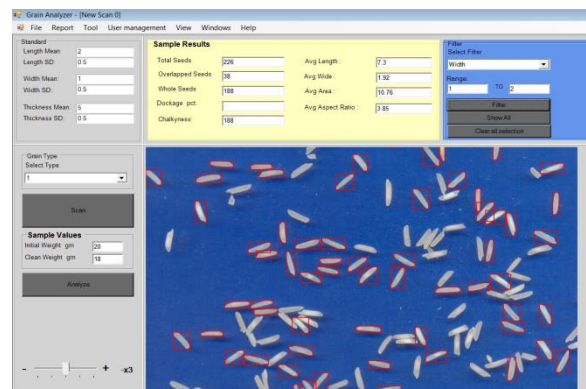 Grain Analyzer - [New Scan 0]
File Report Tool User management View Windows Help
Standard
Length Mean: 2
Length SD: 0.5
Width Mean: 1
Width SD: 0.5
Thickness Mean: 5
Thickness SD: 0.5
Sample Results
Total Seeds: 226
Overlapped Seeds 38
Whole Seeds 188
Dockage pct.
Chalkyness: 188
Avg Length : 7.3
Avg Wide : 1.92
Avg Area : 10.76
Avg Aspect Ratio : 3.85
Filter
Select Filter
Width
Range:
1 TO 2
Filter
Show All
Clear all selection
Grain Type
Select Type
1
Scan
Sample Values
Initial Weight gm 20
Clean Weight gm 18
Analyze
- + -x3